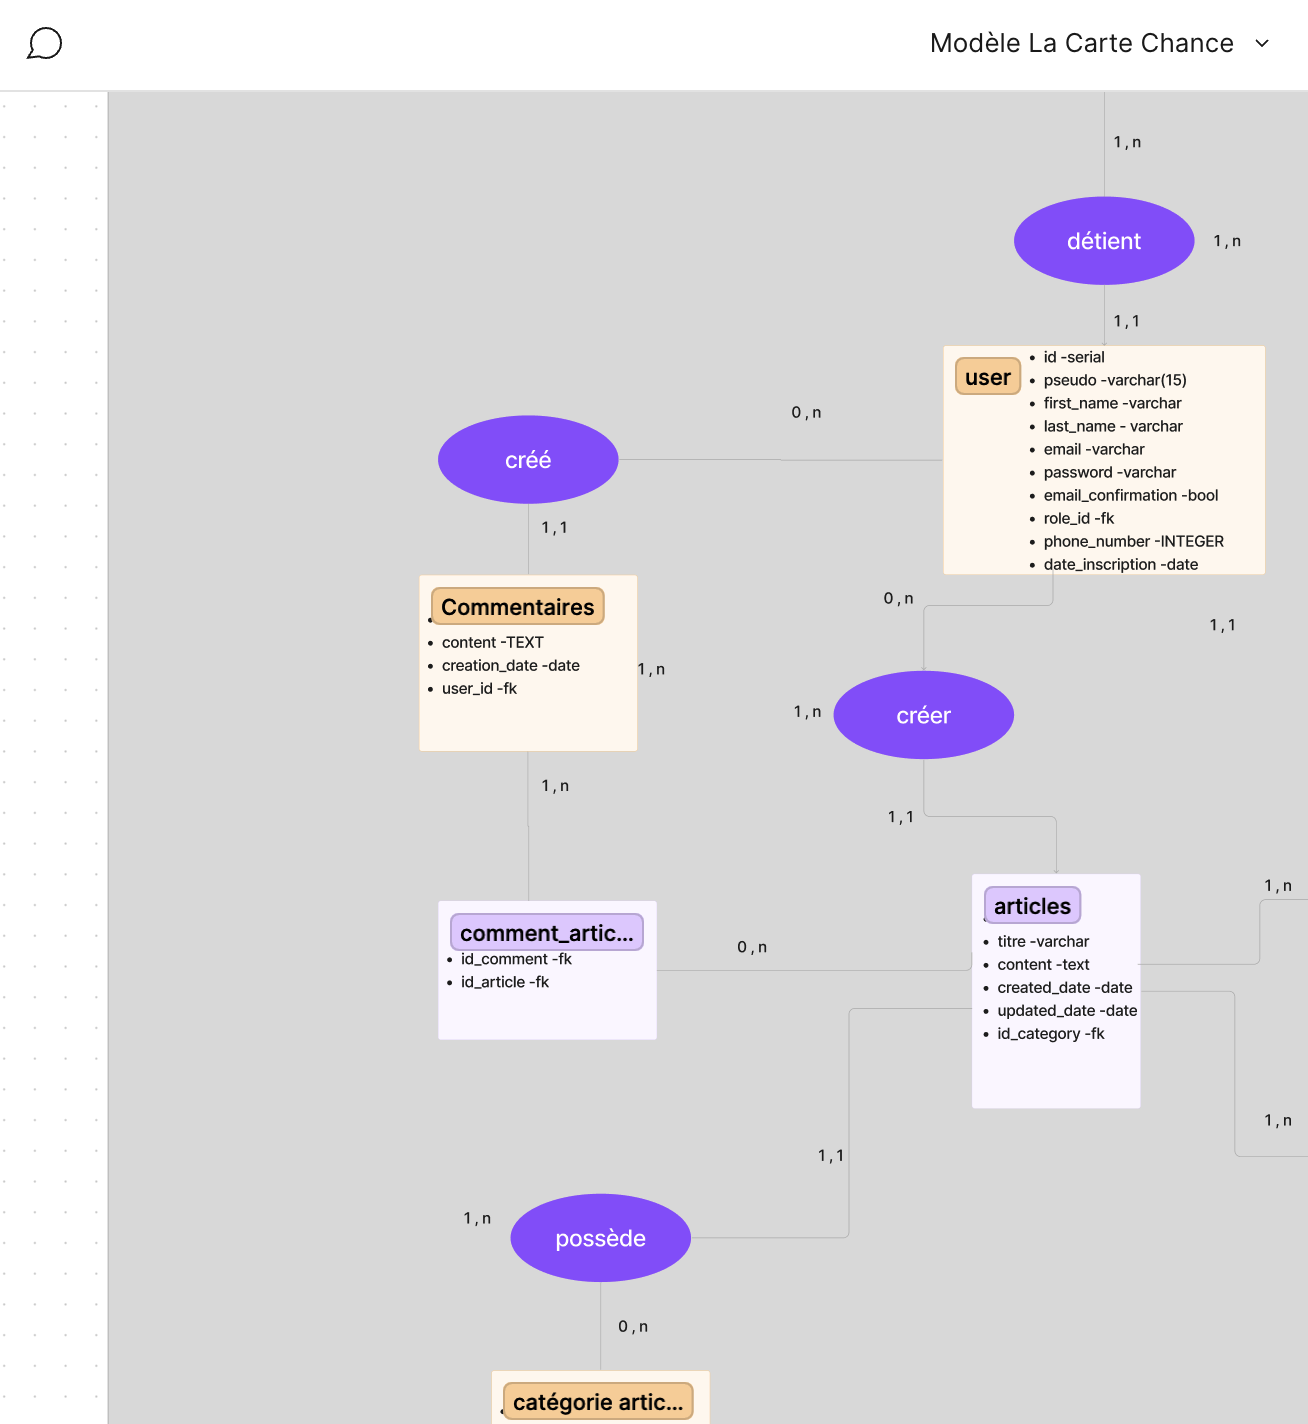 Modèle La Carte Chance
1,n
détient
1,n
1,1
user
id -serial
pseudo -varchar(15)
first_name -varchar
last_name - varchar
email -varchar
password -varchar
email_confirmation -bool
role_id -fk
phone_number -INTEGER
date_inscription -date
0,n
créé
1,1
Commentaires
content -TEXT
creation_date -date
user_id -fk
1,n
0,n
1,1
créer
1,n
1,1
1,n
comment_artic...
id_comment -fk
id_article -fk
0,n
articles
titre -varchar
content -text
created_date -date
updated_date -date
id_category -fk
1,n
1,n
1,1
possède
1,n
0,n
catégorie artic...